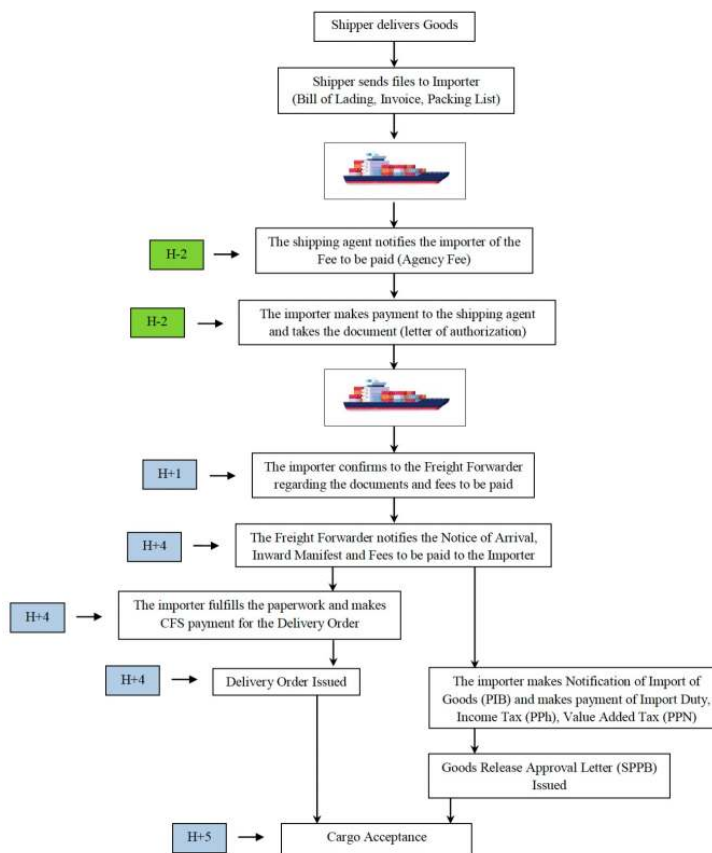 Shipper delivers Goods
Shipper sends files to Importer
(Bill of Lading, Invoice, Packing List)
H-2
The shipping agent notifies the importer of the
Fee to be paid (Agency Fee)
H-2
The importer makes payment to the shipping agent
and takes the document (letter of authorization)
H+1
The importer confirms to the Freight Forwarder
regarding the documents and fees to be paid
H+4
The Freight Forwarder notifies the Notice of Arrival,
Inward Manifest and Fees to be paid to the Importer
H+4
The importer fulfills the paperwork and makes
CFS payment for the Delivery Order
H+4
Delivery Order Issued
The importer makes Notification of Import of
Goods (PIB) and makes payment of Import Duty,
Income Tax (PPh), Value Added Tax (PPN)
Goods Release Approval Letter (SPPB)
Issued
H+5
Cargo Acceptance